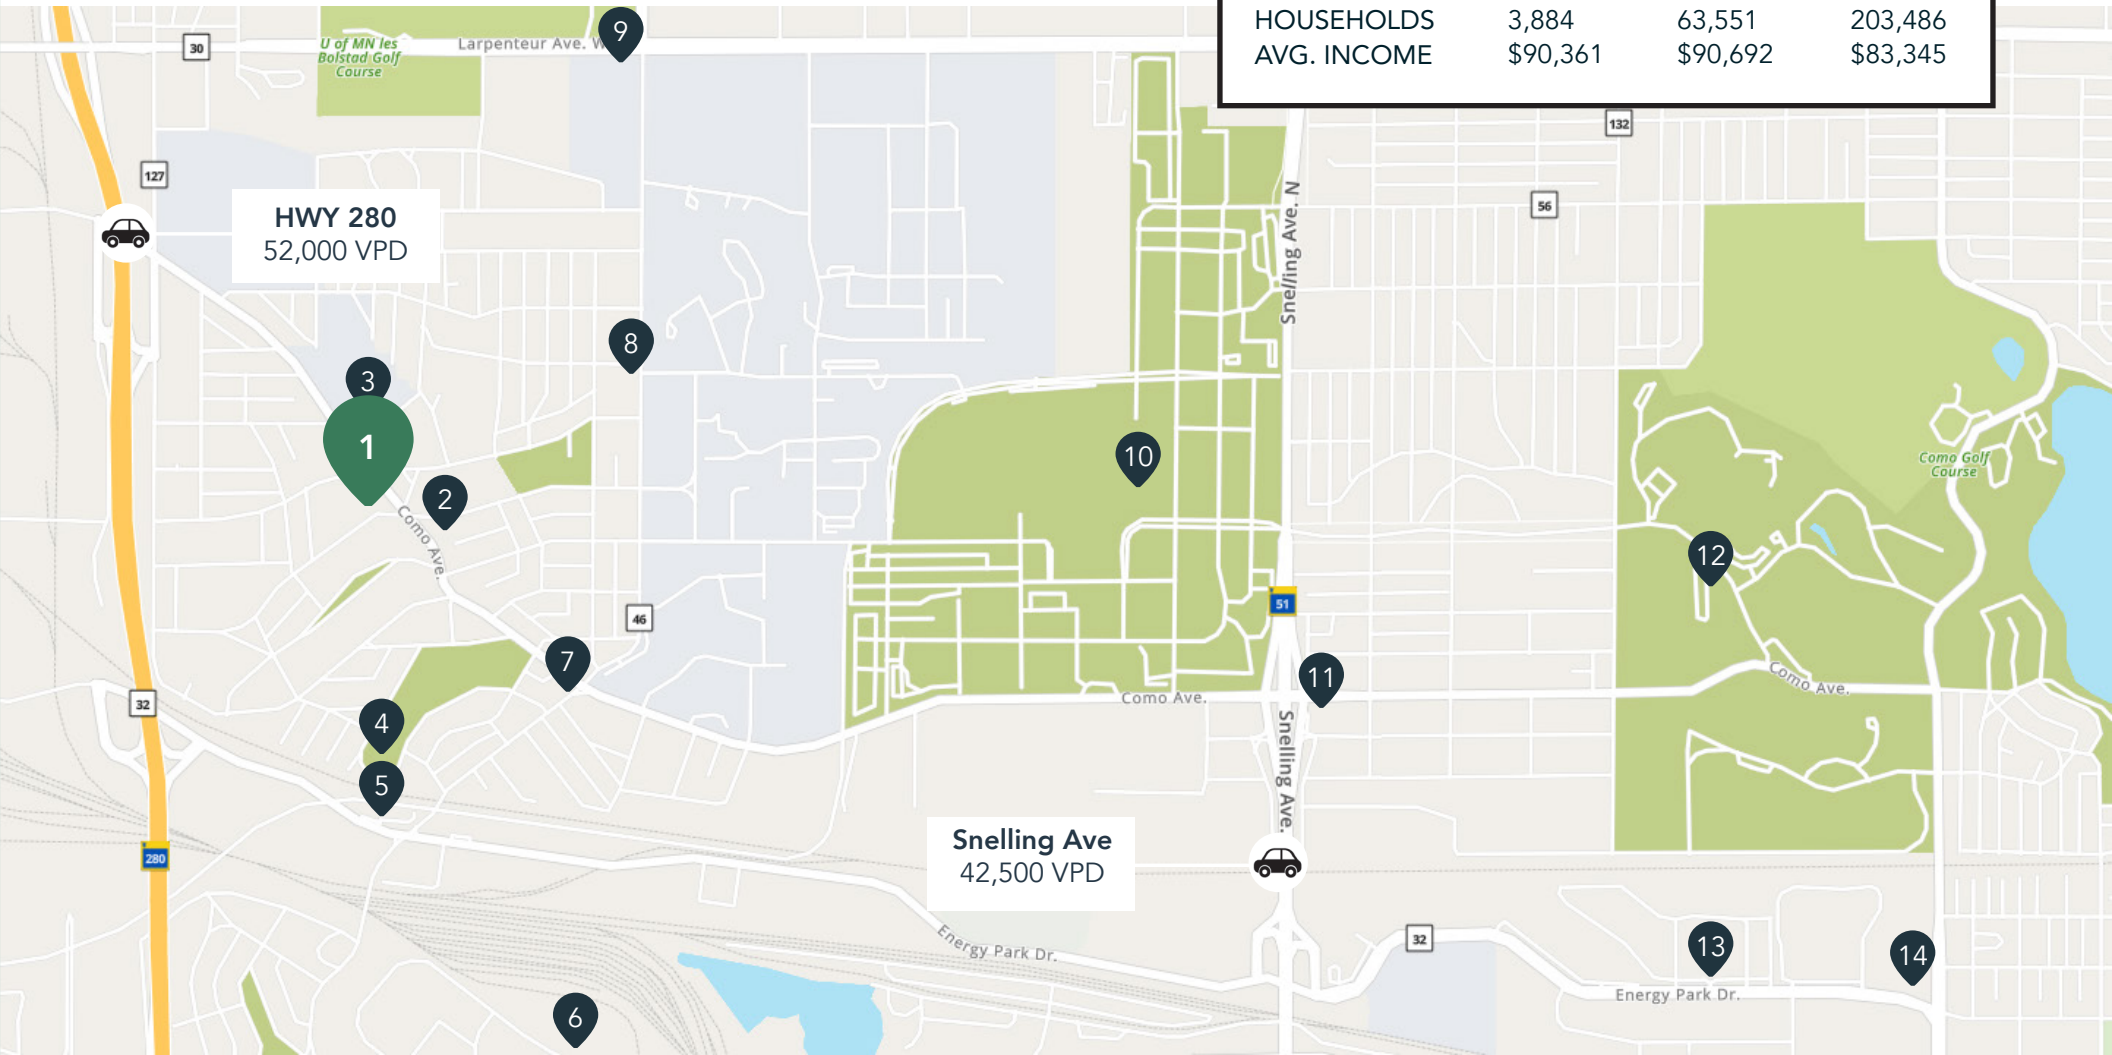 HOUSEHOLDS 3,884 63,551 203,486
AVG. INCOME $90,361 $90,692 $83,345
9
30
U of MN les
Bolstad Golf
Course
Larpenteur Ave. W
132
127
56
HWY 280
52,000 VPD
Snelling Ave. N
8
3
1
10
Como Golf
Course
2
Como Ave.
12
51
46
7
11
Como Ave.
Como Ave.
32
4
5
Snelling Ave.
Snelling Ave
42,500 VPD
280
Energy Park Dr.
32
13
14
Energy Park Dr.
6